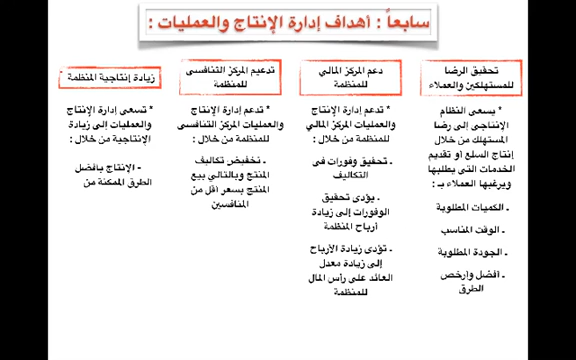 سابعاً : أهداف إدارة الإنتاج والعمليات :
تحقيق الرضا
للمستهلكين والعملاء
* يسعى النظام
الإنتاجى إلى رضا
المستهلك من خلال
إنتاج السلع أو تقديم
الخدمات التى يطلبها
ويرغبها العملاء بـ :
ـ الكميات المطلوبة
ـ الوقت المناسب
ـ الجودة المطلوبة
ـ أفضل وأرخص
الطرق
دعم المركز المالي
للمنظمة
* تدعم إدارة الإنتاج
والعمليات المركز المالي
للمنظمة من خلال :
ـ تحقيق وفورات فى
التكاليف
ـ يؤدى تحقيق
الوفورات إلى زيادة
أرباح المنظمة
ـ تؤدى زيادة الأرباح
إلى زيادة معدل
العائد على رأس المال
للمنظمة
تدعيم المركز التنافسى
للمنظمة
* تدعم إدارة الإنتاج
والعمليات المركز التنافسى
للمنظمة من خلال :
ـ تخفيض تكاليف
المنتج وبالتالي بيع
المنتج بسعر أقل من
المنافسين
زيادة إنتاجية المنظمة
* تسعى إدارة الإنتاج
والعمليات إلى زيادة
الإنتاجية من خلال :
- الإنتاج بأفضل
الطرق الممكنة من